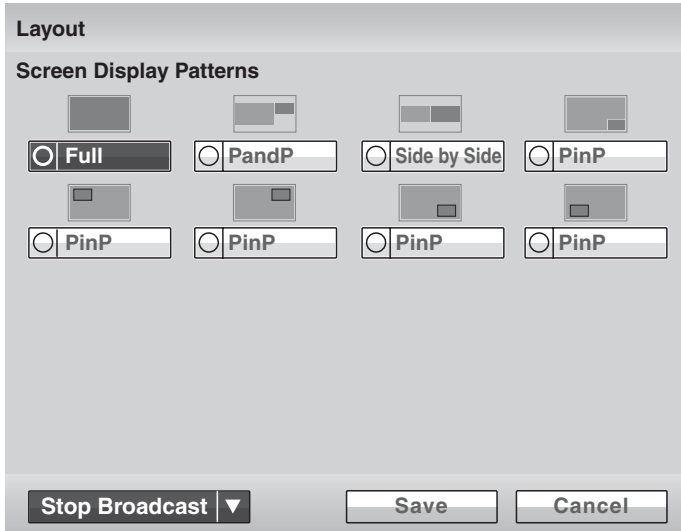 Layout
Screen Display Patterns
Full PandP Side by Side PinP
PinP PinP PinP PinP
Stop Broadcast ▼ Save Cancel